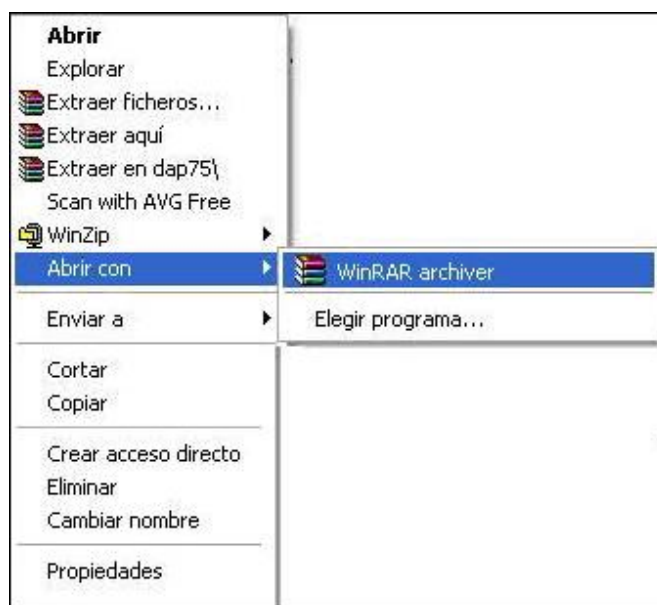 Abrir
Explorar
Extraer ficheros...
Extraer aquí
Extraer en dap75\
Scan with AVG Free
WinZip
Abrir con
WinRAR archiver
Enviar a
Elegir programa...
Cortar
Copiar
Crear acceso directo
Eliminar
Cambiar nombre
Propiedades